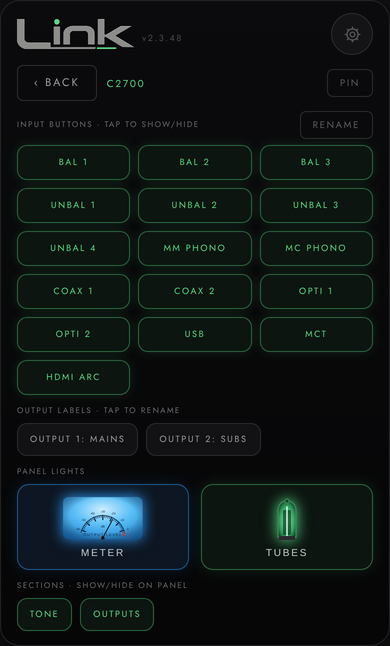 Link v2.3.48
‹ BACK C2700 PIN
INPUT BUTTONS · TAP TO SHOW/HIDE RENAME
BAL 1 BAL 2 BAL 3
UNBAL 1 UNBAL 2 UNBAL 3
UNBAL 4 MM PHONO MC PHONO
COAX 1 COAX 2 OPTI 1
OPTI 2 USB MCT
HDMI ARC
OUTPUT LABELS · TAP TO RENAME
OUTPUT 1: MAINS OUTPUT 2: SUBS
PANEL LIGHTS
METER TUBES
SECTIONS · SHOW/HIDE ON PANEL
TONE OUTPUTS